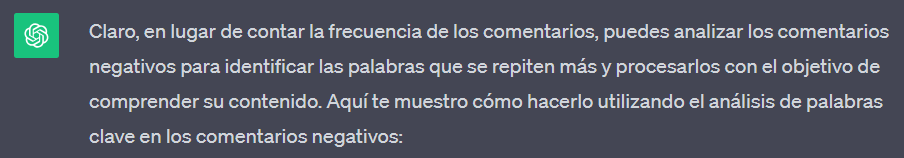 Claro, en lugar de contar la frecuencia de los comentarios, puedes analizar los comentarios
negativos para identificar las palabras que se repiten más y procesarlos con el objetivo de
comprender su contenido. Aquí te muestro cómo hacerlo utilizando el análisis de palabras
clave en los comentarios negativos: